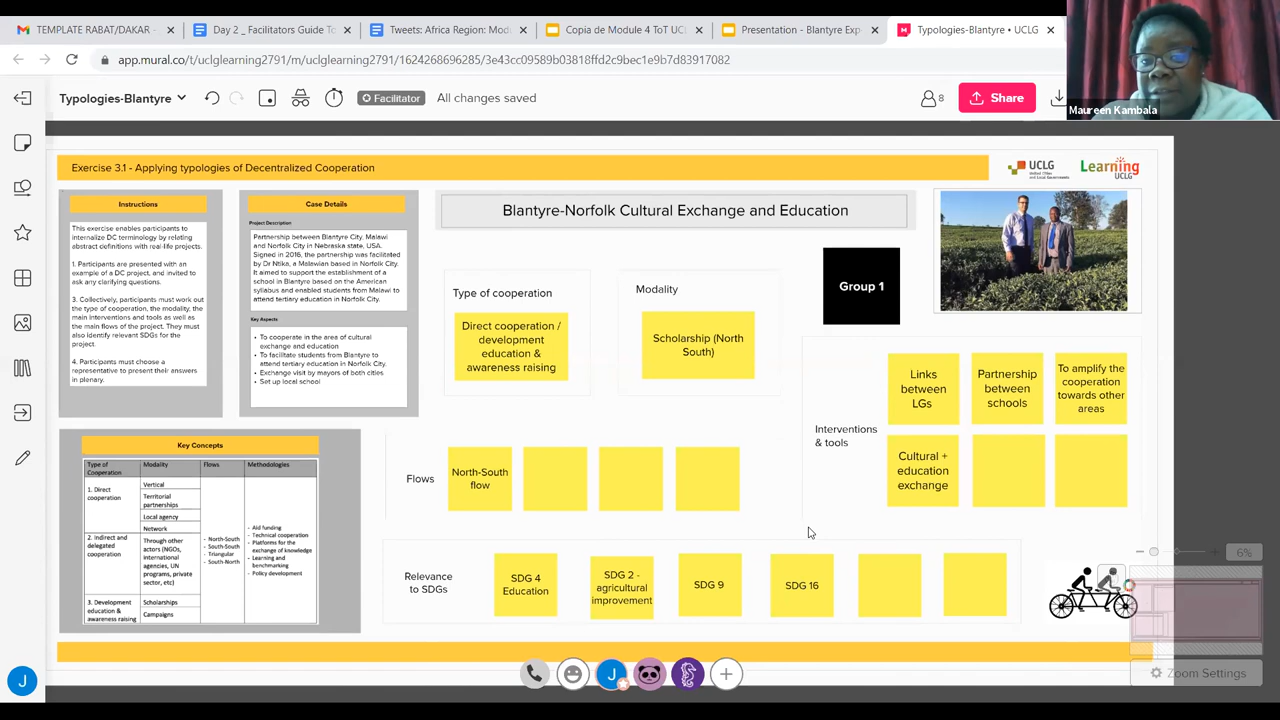 TEMPLATE RABAT/DAKAR -
Day 2 _ Facilitators Guide To
Tweets: Africa Region: Mod
Copia de Module 4 ToT UCL
Presentation - Blantyre Exp
Typologies-Blantyre • UCLG
app.mural.co/t/uclglearning2791/m/uclglearning2791/1624268696285/3e43cc09589b03818ffd2c9bec1e9b7d83917082
Maureen Kambala
Typologies-Blantyre
Facilitator
All changes saved
8
Share
Exercise 3.1 - Applying typologies of Decentralized Cooperation
UCLG
Learning
UCLG
Instructions
This exercise enables participants to
internalize DC terminology by relating
abstract definitions with real-life projects.
1. Participants are presented with an
example of a DC project, and invited to
ask any clarifying questions.
3. Collectively, participants must work out
the type of cooperation, the modality, the
main interventions and tools as well as
the main flows of the project. They must
also identify relevant SDGs for the
project.
4. Participants must choose a
representative to present their answers
in plenary.
Case Details
Project Description
Partnership between Blantyre City, Malawi
and Norfolk City in Nebraska state, USA.
Signed in 2016, the partnership was facilitated
by Dr Ntika, a Malawian based in Norfolk City.
It aimed to support the establishment of a
school in Blantyre based on the American
syllabus and enabled students from Malawi to
attend tertiary education in Norfolk City.
Key Aspects
• To cooperate in the area of cultural
exchange and education
• To facilitate students from Blantyre to
attend tertiary education in Norfolk City.
• Exchange visit by mayors of both cities
• Set up local school
Blantyre-Norfolk Cultural Exchange and Education
Type of cooperation
Direct cooperation /
development
education &
awareness raising
Modality
Scholarship (North
South)
Group 1
Interventions
& tools
Links
between
LGs
Partnership
between
schools
To amplify the
cooperation
towards other
areas
Cultural +
education
exchange
Key Concepts
Type of
Cooperation
Modality
Flows
Methodologies
1. Direct
cooperation
Vertical
Territorial
partnerships
Local agency
Network
2. Indirect and
delegated
cooperation
Through other
actors (NGOs,
international
agencies, UN
programs, private
sector, etc)
3. Development
education &
awareness raising
Scholarships
Campaigns
- North-South
- South-South
- Triangular
- South-North
- Aid funding
- Technical cooperation
- Platforms for the
exchange of knowledge
- Learning and
benchmarking
- Policy development
Flows
North-South
flow
Relevance
to SDGs
SDG 4
Education
SDG 2 -
agricultural
improvement
SDG 9
SDG 16
6%
Zoom Settings
J
J